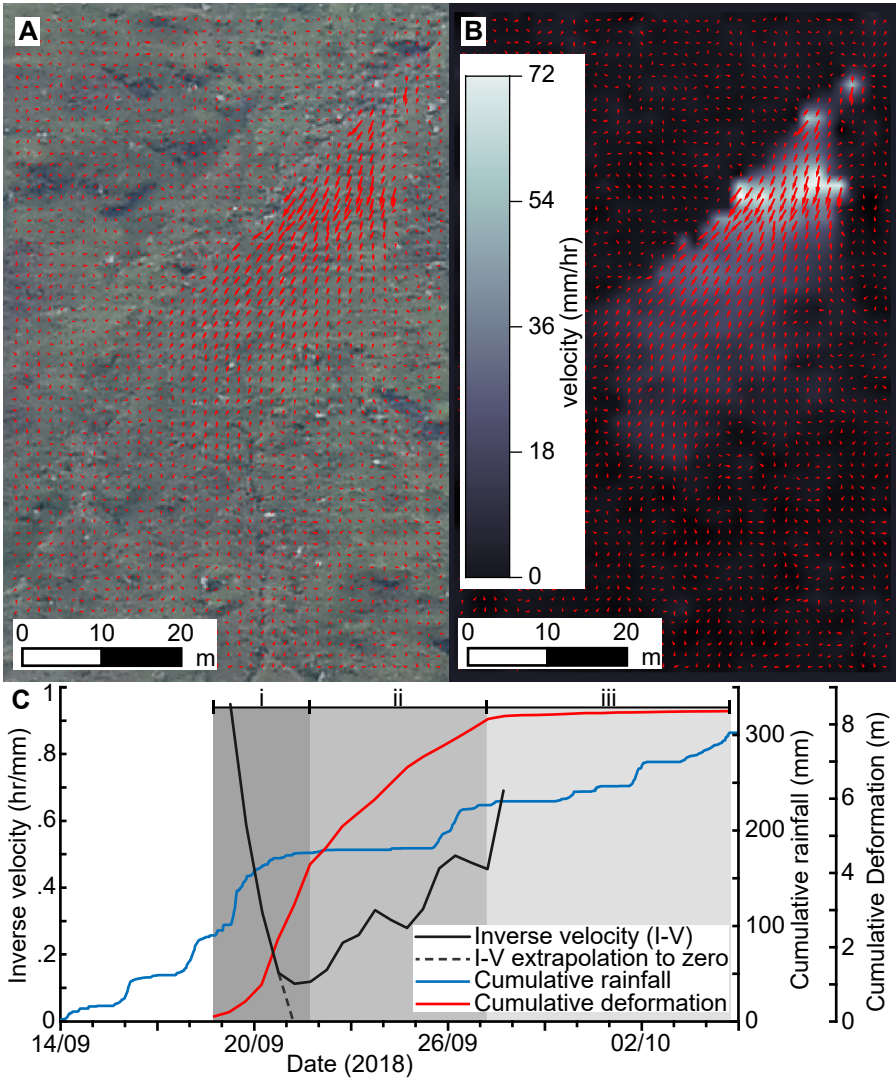 A
B
72
54
36
18
0
velocity (mm/hr)
0 10 20
m
0 10 20
m
C
i ii iii
1
.8
.6
.4
.2
0
Inverse velocity (hr/mm)
300
200
100
0
Cumulative rainfall (mm)
8
6
4
2
0
Cumulative Deformation (m)
Inverse velocity (I-V)
I-V extrapolation to zero
Cumulative rainfall
Cumulative deformation
14/09 20/09 26/09 02/10
Date (2018)